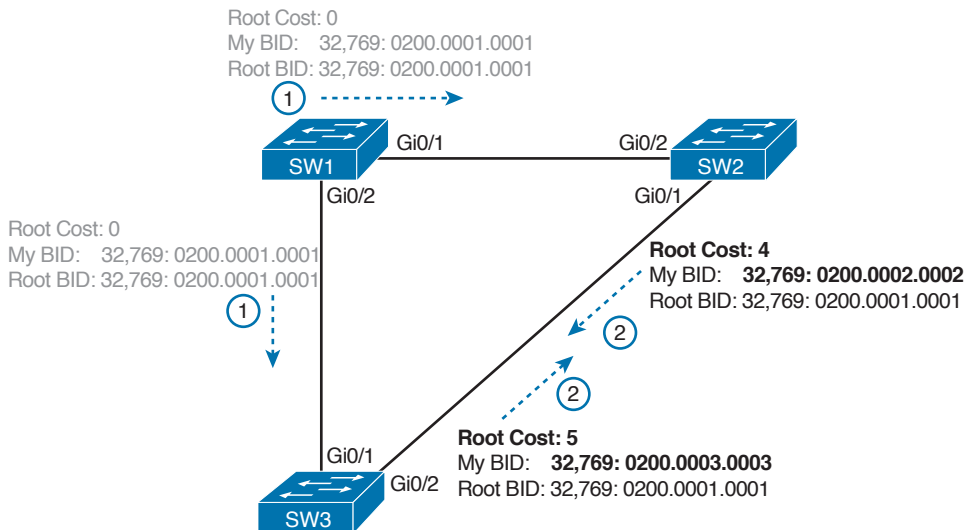 Root Cost: 0
My BID: 32,769: 0200.0001.0001
Root BID: 32,769: 0200.0001.0001
1
Gi0/1
Gi0/2
SW1
SW2
Gi0/2
Gi0/1
Root Cost: 0
My BID: 32,769: 0200.0001.0001
Root BID: 32,769: 0200.0001.0001
1
Root Cost: 4
My BID: 32,769: 0200.0002.0002
Root BID: 32,769: 0200.0001.0001
2
2
Root Cost: 5
My BID: 32,769: 0200.0003.0003
Root BID: 32,769: 0200.0001.0001
Gi0/1
Gi0/2
SW3